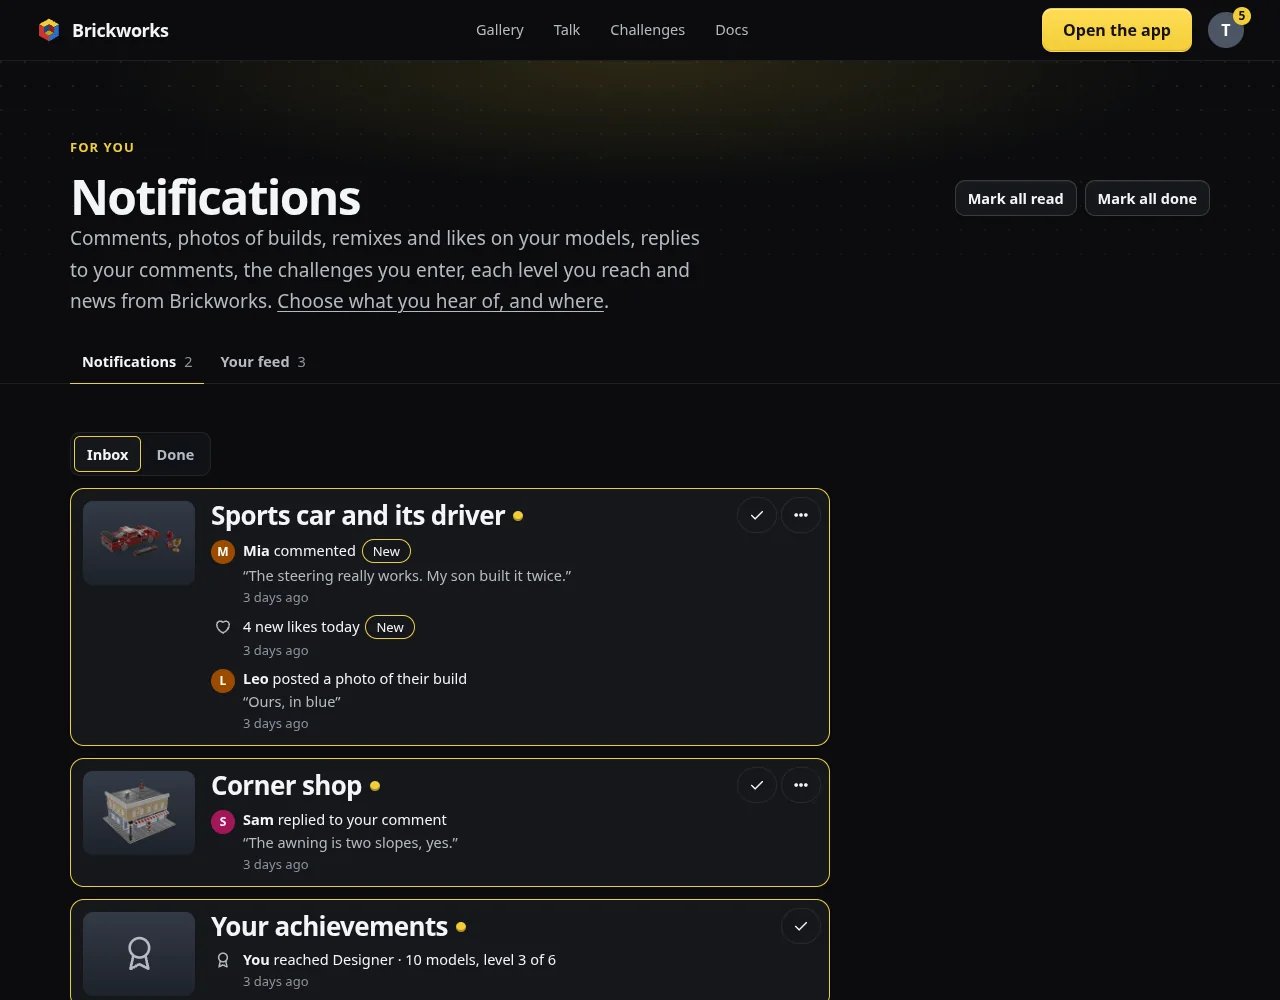 Brickworks
Gallery
Talk
Challenges
Docs
Open the app
T
5
FOR YOU
Notifications
Mark all read
Mark all done
Comments, photos of builds, remixes and likes on your models, replies
to your comments, the challenges you enter, each level you reach and
news from Brickworks. Choose what you hear of, and where.
Notifications 2
Your feed 3
Inbox
Done
Sports car and its driver
M
Mia commented
New
“The steering really works. My son built it twice.”
3 days ago
4 new likes today
New
3 days ago
L
Leo posted a photo of their build
“Ours, in blue”
3 days ago
Corner shop
S
Sam replied to your comment
“The awning is two slopes, yes.”
3 days ago
Your achievements
You reached Designer · 10 models, level 3 of 6
3 days ago